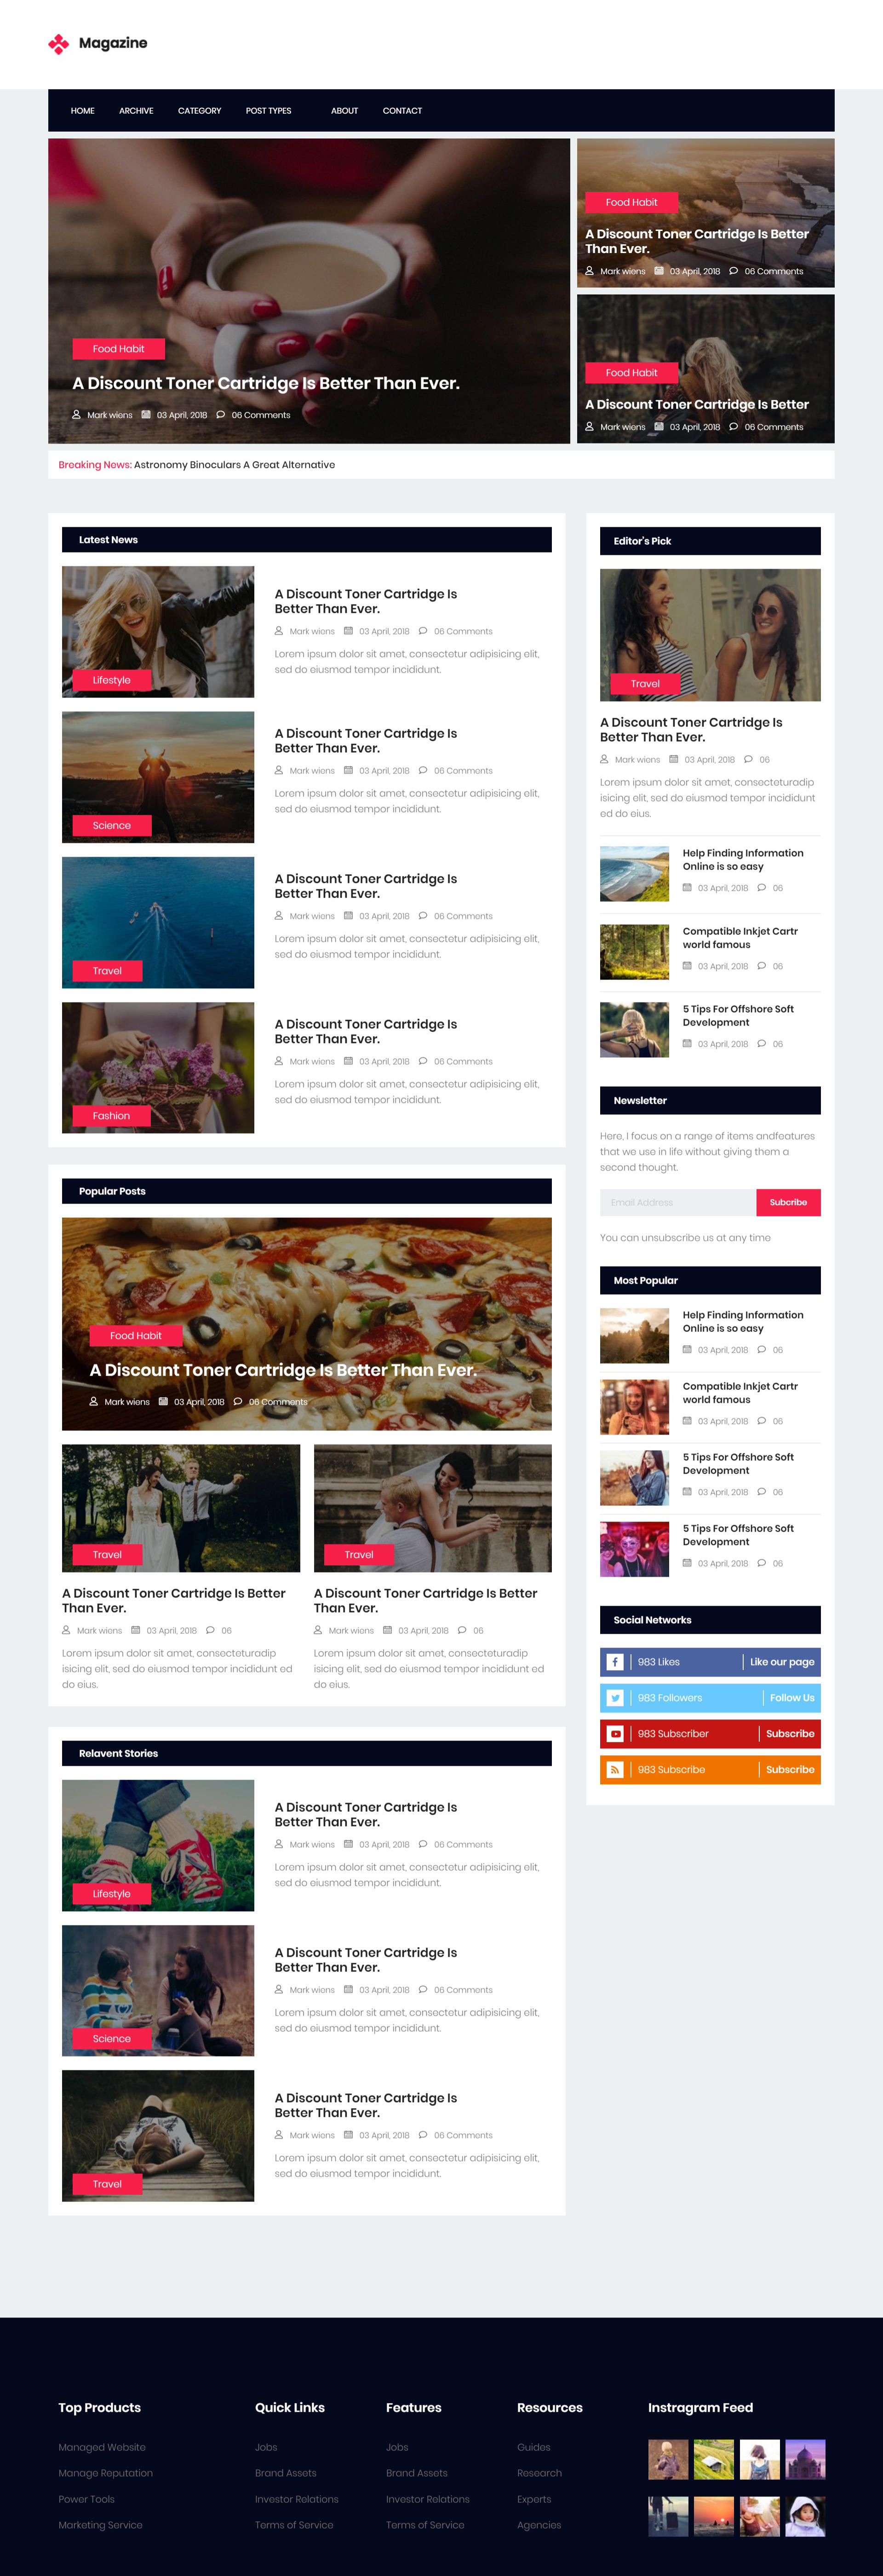 Magazine
HOME ARCHIVE CATEGORY POST TYPES ABOUT CONTACT
Food Habit
A Discount Toner Cartridge Is Better Than Ever.
Mark wiens 03 April, 2018 06 Comments
Food Habit
A Discount Toner Cartridge Is Better
Than Ever.
Mark wiens 03 April, 2018 06 Comments
Food Habit
A Discount Toner Cartridge Is Better
Mark wiens 03 April, 2018 06 Comments
Breaking News: Astronomy Binoculars A Great Alternative
Latest News
Lifestyle
A Discount Toner Cartridge Is
Better Than Ever.
Mark wiens 03 April, 2018 06 Comments
Lorem ipsum dolor sit amet, consectetur adipisicing elit,
sed do eiusmod tempor incididunt.
Science
A Discount Toner Cartridge Is
Better Than Ever.
Mark wiens 03 April, 2018 06 Comments
Lorem ipsum dolor sit amet, consectetur adipisicing elit,
sed do eiusmod tempor incididunt.
Travel
A Discount Toner Cartridge Is
Better Than Ever.
Mark wiens 03 April, 2018 06 Comments
Lorem ipsum dolor sit amet, consectetur adipisicing elit,
sed do eiusmod tempor incididunt.
Fashion
A Discount Toner Cartridge Is
Better Than Ever.
Mark wiens 03 April, 2018 06 Comments
Lorem ipsum dolor sit amet, consectetur adipisicing elit,
sed do eiusmod tempor incididunt.
Popular Posts
Food Habit
A Discount Toner Cartridge Is Better Than Ever.
Mark wiens 03 April, 2018 06 Comments
Travel
A Discount Toner Cartridge Is Better
Than Ever.
Mark wiens 03 April, 2018 06
Lorem ipsum dolor sit amet, consecteturadip
isicing elit, sed do eiusmod tempor incididunt ed
do eius.
Travel
A Discount Toner Cartridge Is Better
Than Ever.
Mark wiens 03 April, 2018 06
Lorem ipsum dolor sit amet, consecteturadip
isicing elit, sed do eiusmod tempor incididunt ed
do eius.
Relavent Stories
Lifestyle
A Discount Toner Cartridge Is
Better Than Ever.
Mark wiens 03 April, 2018 06 Comments
Lorem ipsum dolor sit amet, consectetur adipisicing elit,
sed do eiusmod tempor incididunt.
Science
A Discount Toner Cartridge Is
Better Than Ever.
Mark wiens 03 April, 2018 06 Comments
Lorem ipsum dolor sit amet, consectetur adipisicing elit,
sed do eiusmod tempor incididunt.
Travel
A Discount Toner Cartridge Is
Better Than Ever.
Mark wiens 03 April, 2018 06 Comments
Lorem ipsum dolor sit amet, consectetur adipisicing elit,
sed do eiusmod tempor incididunt.
Editor's Pick
Travel
A Discount Toner Cartridge Is
Better Than Ever.
Mark wiens 03 April, 2018 06
Lorem ipsum dolor sit amet, consecteturadip
isicing elit, sed do eiusmod tempor incididunt
ed do eius.
Help Finding Information
Online is so easy
03 April, 2018 06
Compatible Inkjet Cartr
world famous
03 April, 2018 06
5 Tips For Offshore Soft
Development
03 April, 2018 06
Newsletter
Here, I focus on a range of items andfeatures
that we use in life without giving them a
second thought.
Email Address Subcribe
You can unsubscribe us at any time
Most Popular
Help Finding Information
Online is so easy
03 April, 2018 06
Compatible Inkjet Cartr
world famous
03 April, 2018 06
5 Tips For Offshore Soft
Development
03 April, 2018 06
5 Tips For Offshore Soft
Development
03 April, 2018 06
Social Networks
983 Likes Like our page
983 Followers Follow Us
983 Subscriber Subscribe
983 Subscribe Subscribe
Top Products
Managed Website
Manage Reputation
Power Tools
Marketing Service
Quick Links
Jobs
Brand Assets
Investor Relations
Terms of Service
Features
Jobs
Brand Assets
Investor Relations
Terms of Service
Resources
Guides
Research
Experts
Agencies
Instragram Feed